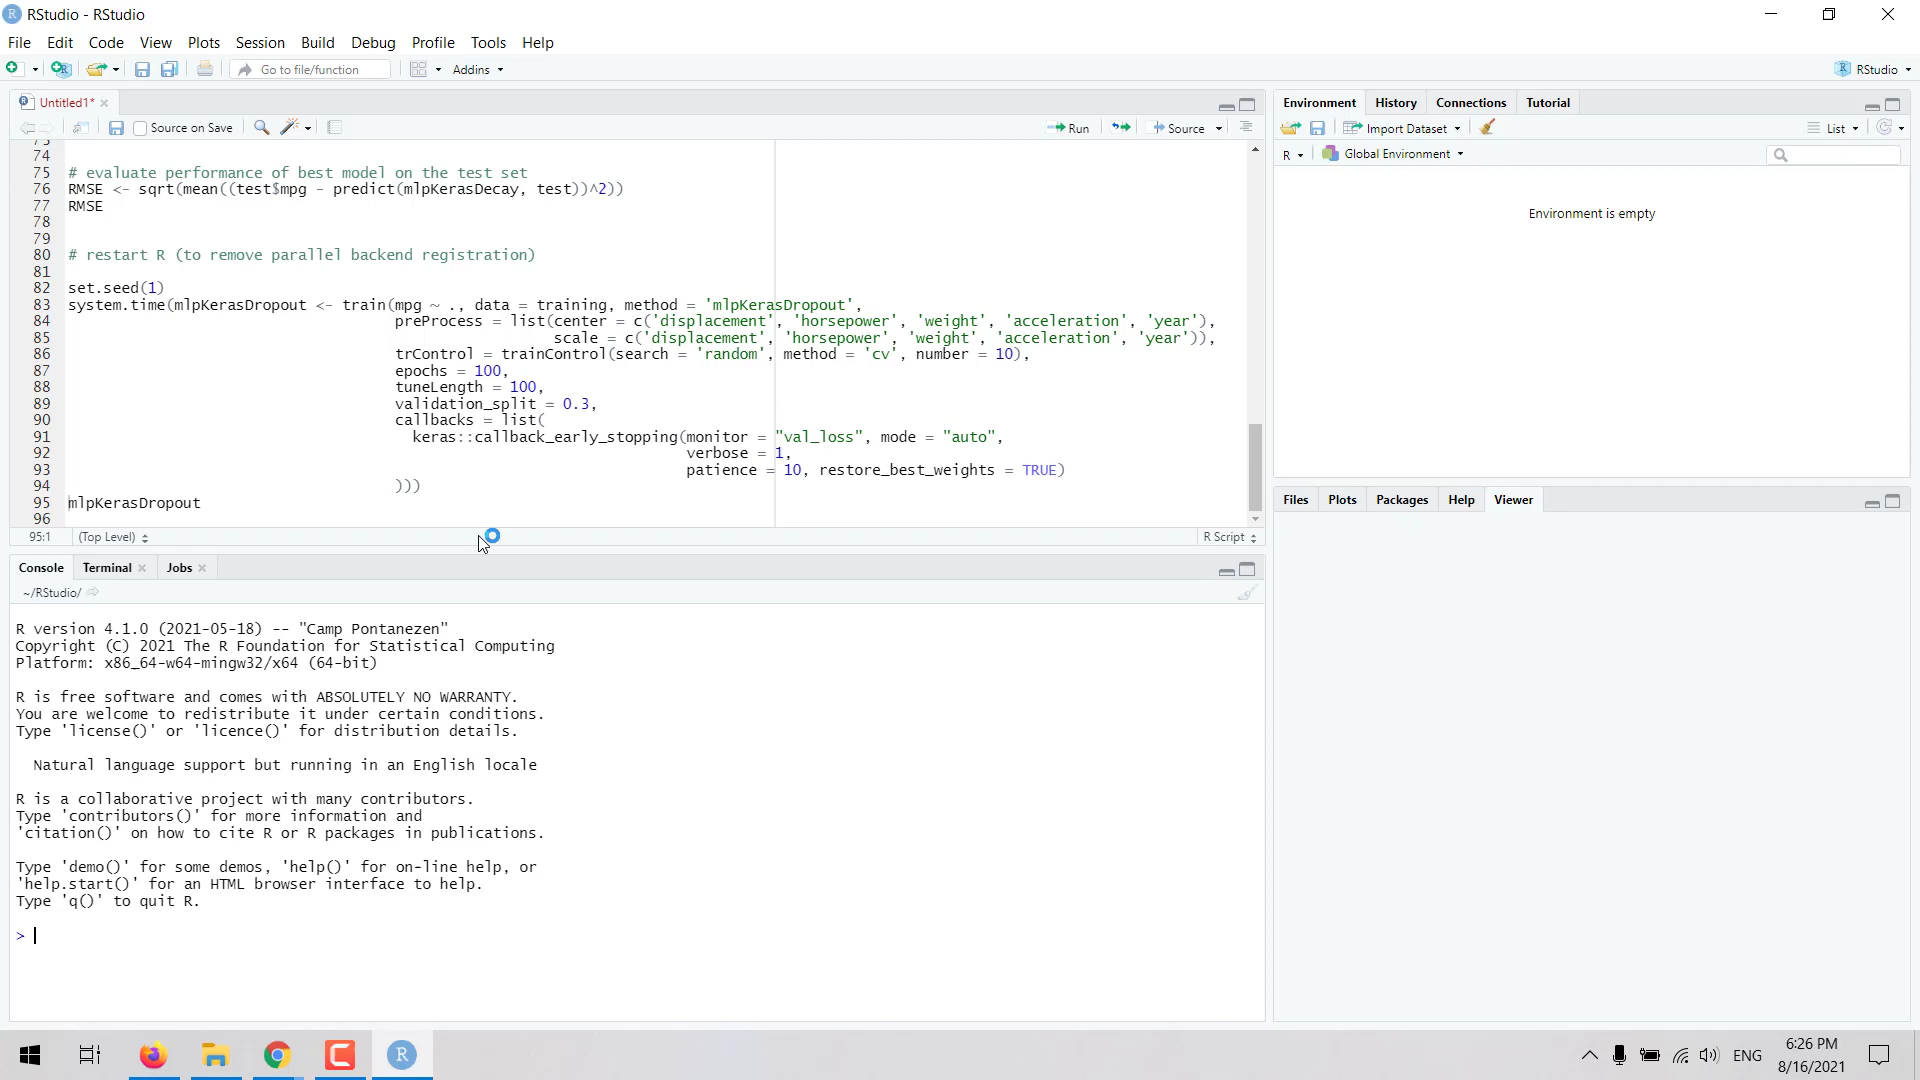 RStudio - RStudio
File Edit Code View Plots Session Build Debug Profile Tools Help
Go to file/function Addins RStudio
Untitled1*
Source on Save Run Source
74
75 # evaluate performance of best model on the test set
76 RMSE <- sqrt(mean((test$mpg - predict(mlpKerasDecay, test))^2))
77 RMSE
78
79
80 # restart R (to remove parallel backend registration)
81
82 set.seed(1)
83 system.time(mlpKerasDropout <- train(mpg ~ ., data = training, method = 'mlpKerasDropout',
84 preProcess = list(center = c('displacement', 'horsepower', 'weight', 'acceleration', 'year'),
85 scale = c('displacement', 'horsepower', 'weight', 'acceleration', 'year')),
86 trControl = trainControl(search = 'random', method = 'cv', number = 10),
87 epochs = 100,
88 tuneLength = 100,
89 validation_split = 0.3,
90 callbacks = list(
91 keras::callback_early_stopping(monitor = "val_loss", mode = "auto",
92 verbose = 1,
93 patience = 10, restore_best_weights = TRUE)
94 )))
95 mlpKerasDropout
96
95:1 (Top Level) R Script
Console Terminal Jobs
~/RStudio/
R version 4.1.0 (2021-05-18) -- "Camp Pontanezen"
Copyright (C) 2021 The R Foundation for Statistical Computing
Platform: x86_64-w64-mingw32/x64 (64-bit)
R is free software and comes with ABSOLUTELY NO WARRANTY.
You are welcome to redistribute it under certain conditions.
Type 'license()' or 'licence()' for distribution details.
Natural language support but running in an English locale
R is a collaborative project with many contributors.
Type 'contributors()' for more information and
'citation()' on how to cite R or R packages in publications.
Type 'demo()' for some demos, 'help()' for on-line help, or
'help.start()' for an HTML browser interface to help.
Type 'q()' to quit R.
>
Environment History Connections Tutorial
Import Dataset List
R Global Environment
Environment is empty
Files Plots Packages Help Viewer
ENG
6:26 PM
8/16/2021